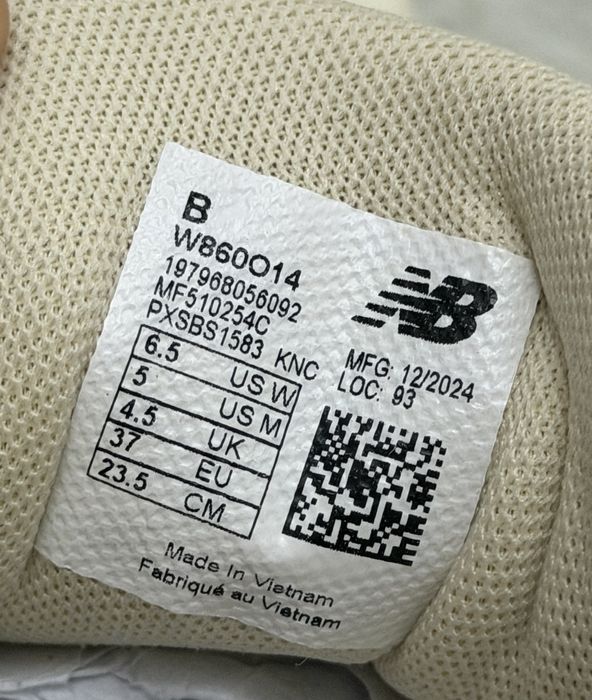 B
W860O14
197968056092
MF510254C
PXSBS1583 KNC
6.5 US W
5 US M
4.5 UK
37 EU
23.5 CM
NB
MFG: 12/2024
LOC: 93
Made In Vietnam
Fabriqué au Vietnam